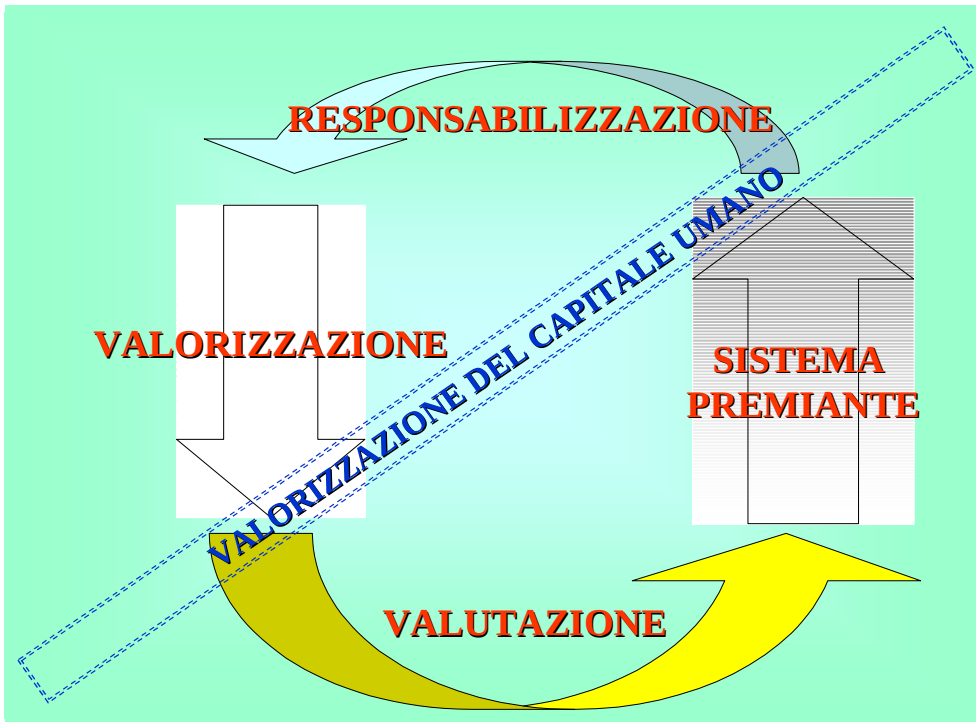 RESPONSABILIZZAZIONE
VALORIZZAZIONE
VALORIZZAZIONE DEL CAPITALE UMANO
SISTEMA
PREMIANTE
VALUTAZIONE